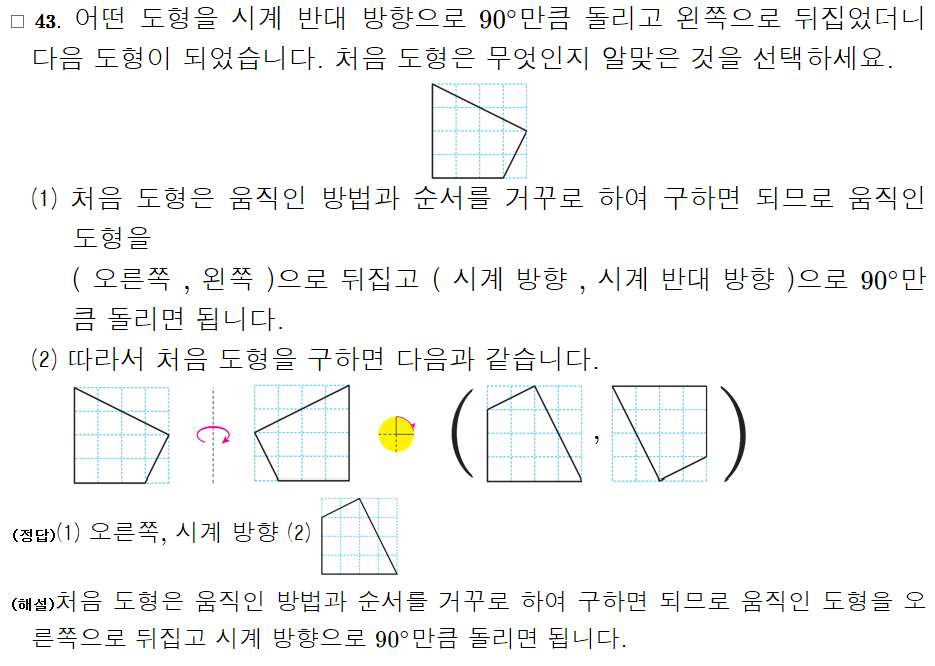 □ 43. 어떤 도형을 시계 반대 방향으로 90°만큼 돌리고 왼쪽으로 뒤집었더니
다음 도형이 되었습니다. 처음 도형은 무엇인지 알맞은 것을 선택하세요.
(1) 처음 도형은 움직인 방법과 순서를 거꾸로 하여 구하면 되므로 움직인
도형을
( 오른쪽 , 왼쪽 )으로 뒤집고 ( 시계 방향 , 시계 반대 방향 )으로 90°만
큼 돌리면 됩니다.
(2) 따라서 처음 도형을 구하면 다음과 같습니다.
( , )
(정답)(1) 오른쪽, 시계 방향 (2)
(해설)처음 도형은 움직인 방법과 순서를 거꾸로 하여 구하면 되므로 움직인 도형을 오
른쪽으로 뒤집고 시계 방향으로 90°만큼 돌리면 됩니다.